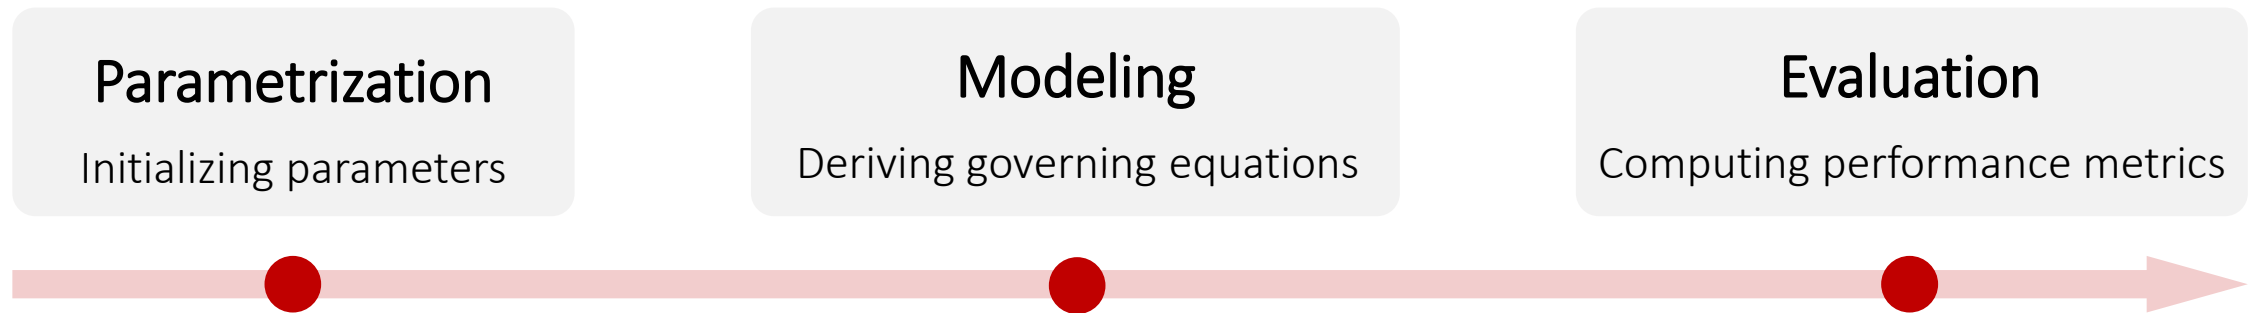 Parametrization
Initializing parameters
Modeling
Deriving governing equations
Evaluation
Computing performance metrics